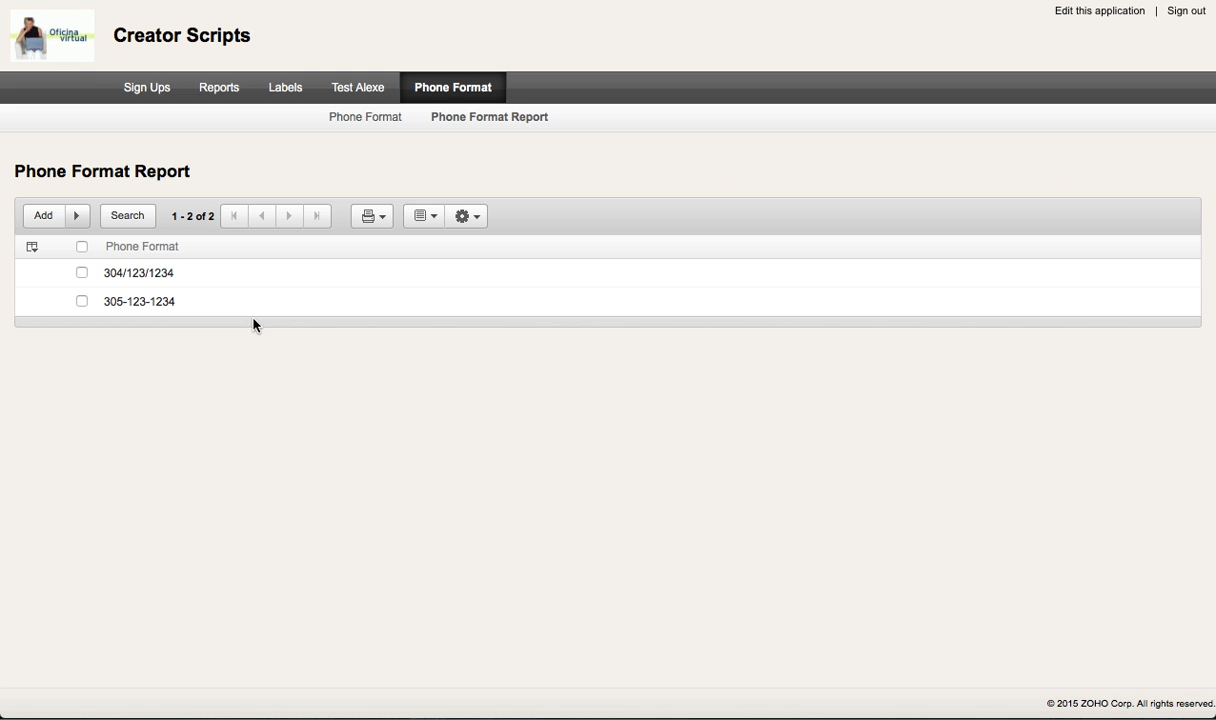 Edit this application | Sign out
Oficina
virtual
Creator Scripts
Sign Ups Reports Labels Test Alexe Phone Format
Phone Format Phone Format Report
Phone Format Report
Add Search 1 - 2 of 2
Phone Format
304/123/1234
305-123-1234
© 2015 ZOHO Corp. All rights reserved.